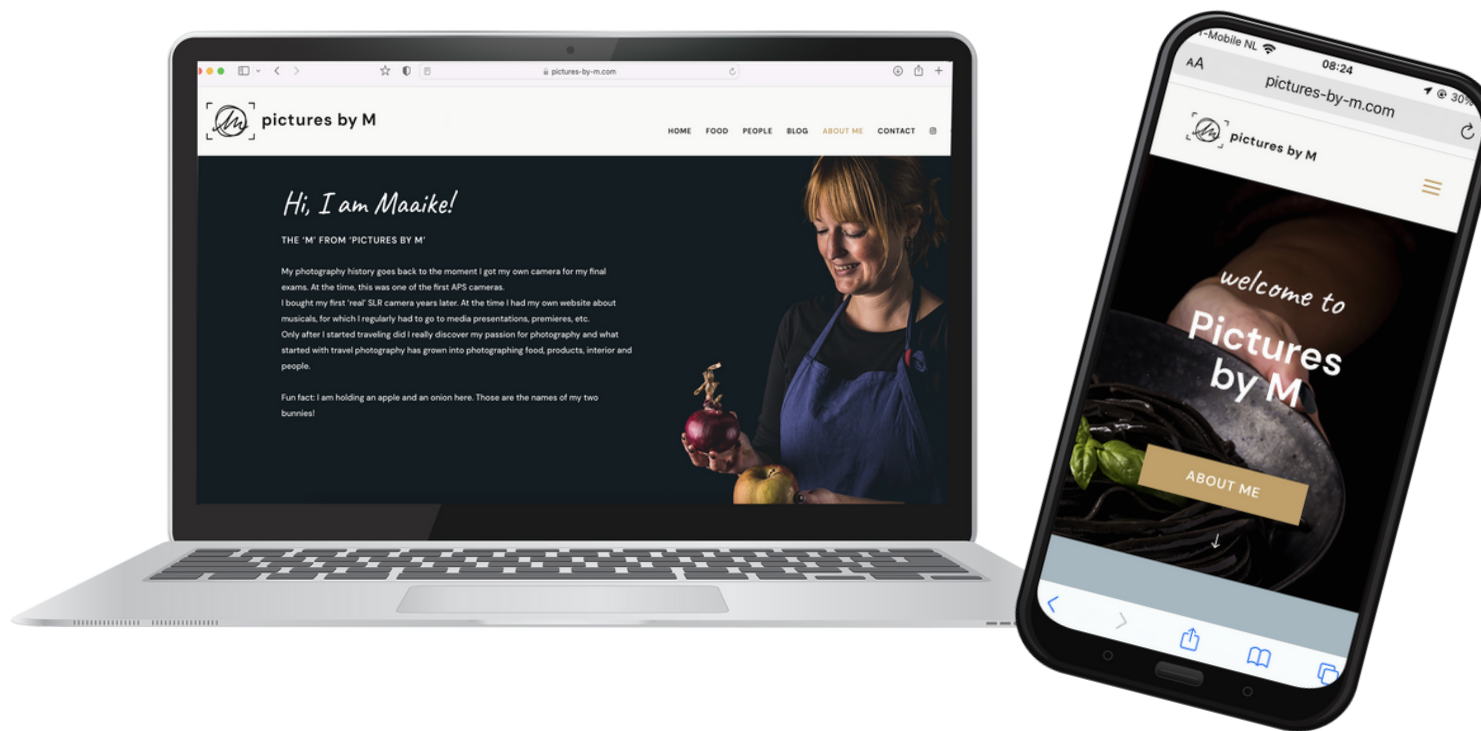 pictures-by-m.com
pictures by M
HOME FOOD PEOPLE BLOG ABOUT ME CONTACT
Hi, I am Maaike!
THE ‘M’ FROM ‘PICTURES BY M’
My photography history goes back to the moment I got my own camera for my final
exams. At the time, this was one of the first APS cameras.
I bought my first ‘real’ SLR camera years later. At the time I had my own website about
musicals, for which I regularly had to go to media presentations, premieres, etc.
Only after I started traveling did I really discover my passion for photography and what
started with travel photography has grown into photographing food, products, interior and
people.
Fun fact: I am holding an apple and an onion here. Those are the names of my two
bunnies!
T-Mobile NL 08:24 30%
AA pictures-by-m.com
pictures by M
welcome to
Pictures
by M
ABOUT ME